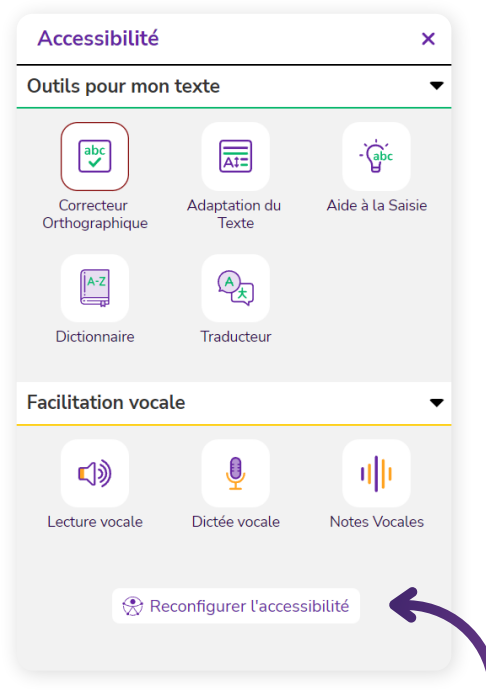 Accessibilité
Outils pour mon texte
abc
A
abc
Correcteur
Orthographique
Adaptation du
Texte
Aide à la Saisie
A-Z
A
Dictionnaire
Traducteur
Facilitation vocale
Lecture vocale
Dictée vocale
Notes Vocales
Reconfigurer l'accessibilité